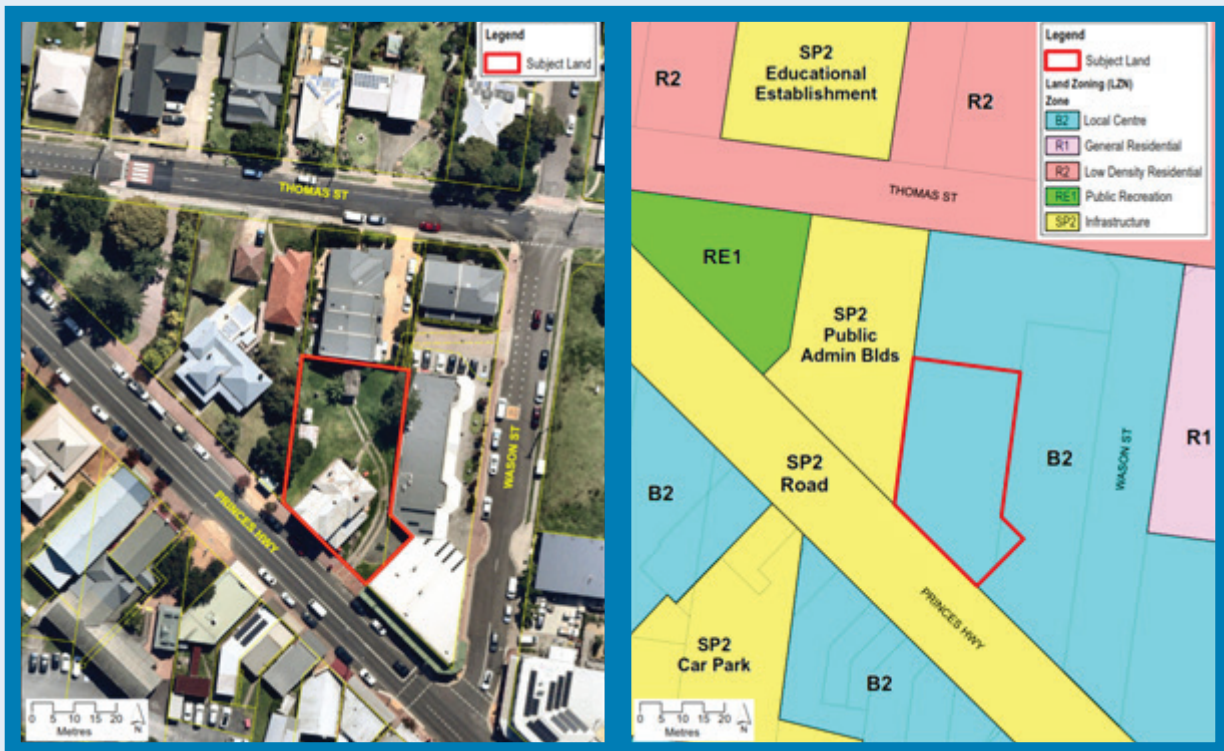 Legend
Subject Land
THOMAS ST
WASON ST
PRINCES HWY
0 5 10 15 20
Metres
N
R2
SP2
Educational
Establishment
R2
Legend
Subject Land
Land Zoning (LZN)
Zone
B2 Local Centre
R1 General Residential
R2 Low Density Residential
RE1 Public Recreation
SP2 Infrastructure
THOMAS ST
RE1
SP2
Public
Admin Blds
B2
WASON ST
R1
SP2
Road
B2
PRINCES HWY
SP2
Car Park
B2
0 5 10 15 20
Metres
N